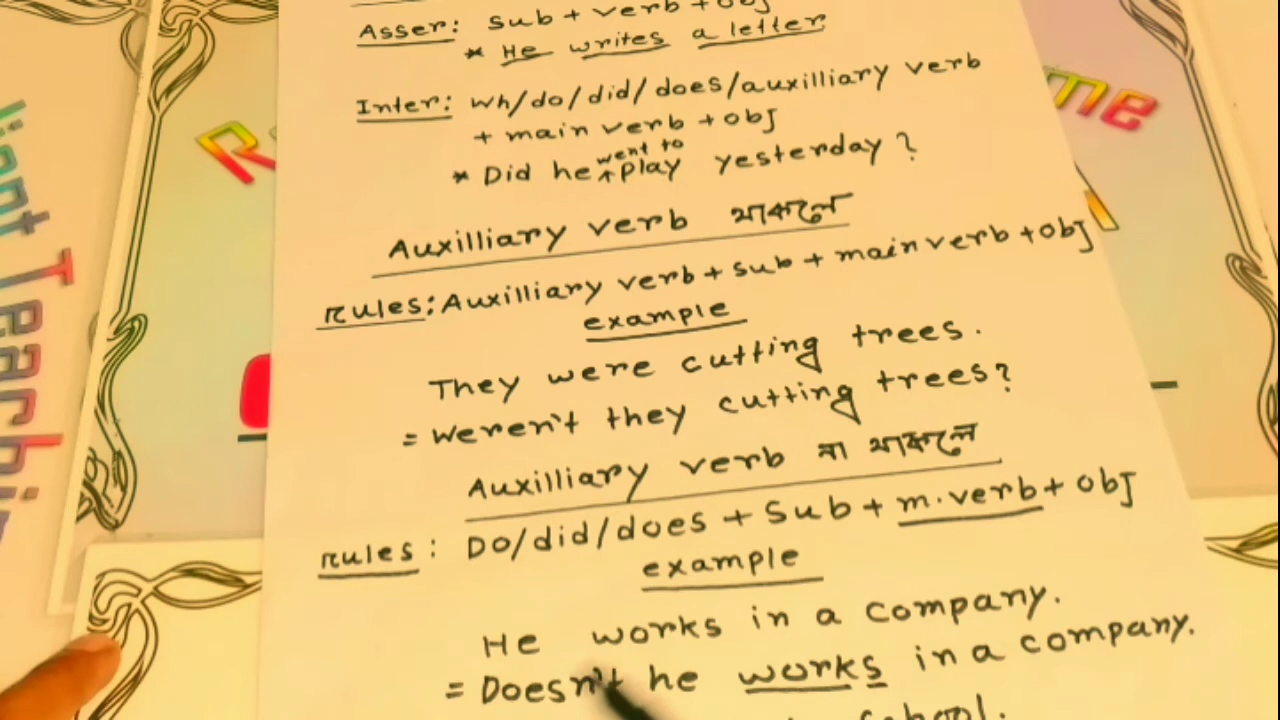 Asser: Sub + verb + obj
* He writes a letter
Inter: Wh/do/did/does/auxilliary verb
+ main verb + obj
went to
* Did he play yesterday?
Auxilliary verb থাকলে
rules: Auxilliary verb + sub + main verb + obj
example
They were cutting trees.
= Weren't they cutting trees?
Auxilliary verb না থাকলে
rules: Do/did/does + Sub + m.verb + obj
example
He works in a company.
= Doesn't he works in a company.
school.